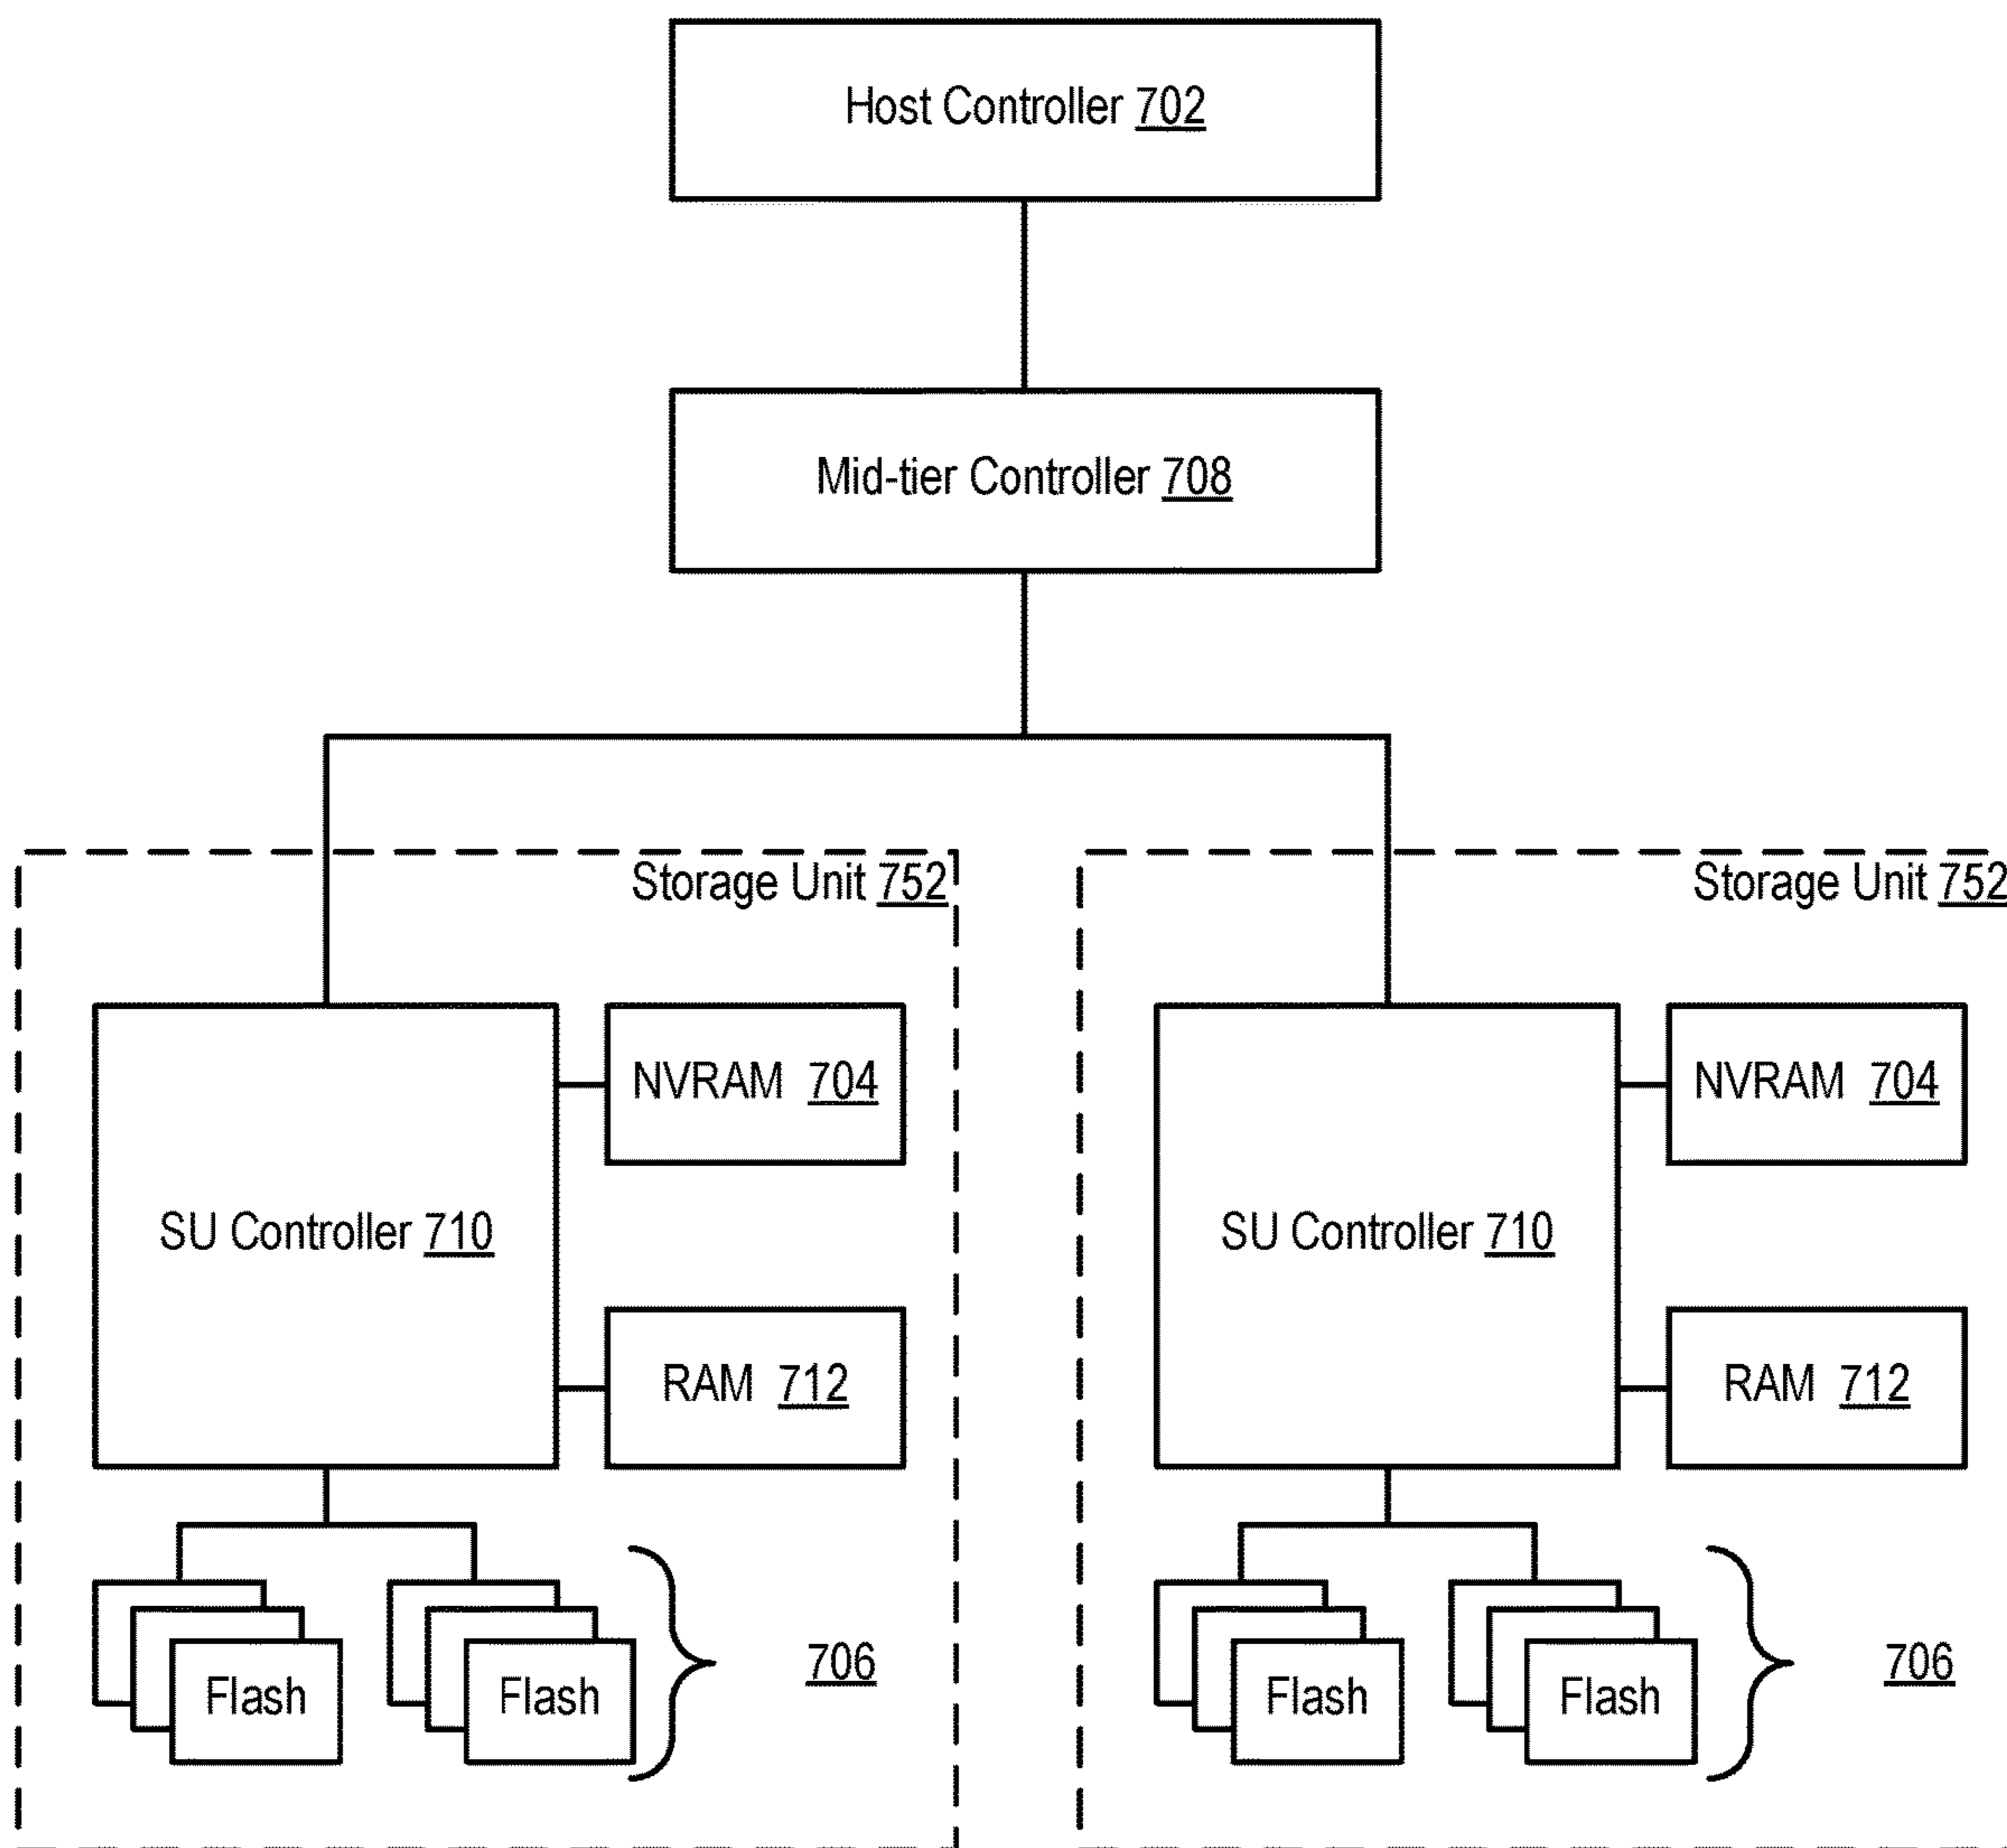 Host Controller 702
Mid-tier Controller 708
Storage Unit 752
NVRAM 704
SU Controller 710
RAM 712
Flash
Flash
706
Storage Unit 752
NVRAM 704
SU Controller 710
RAM 712
Flash
Flash
706